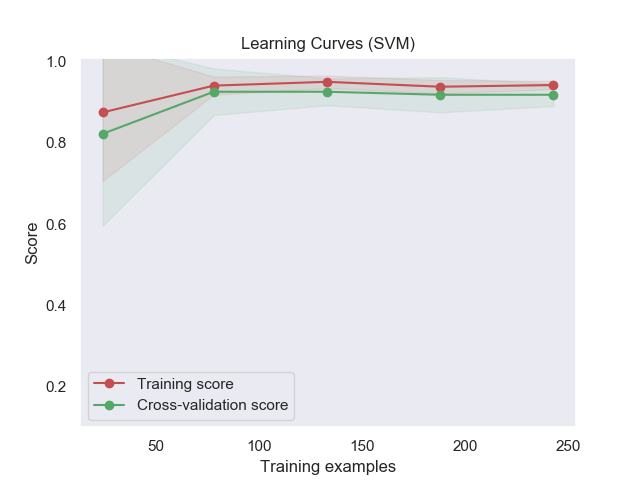 Learning Curves (SVM)
1.0
0.8
0.6
0.4
0.2
Score
Training score
Cross-validation score
50 100 150 200 250
Training examples